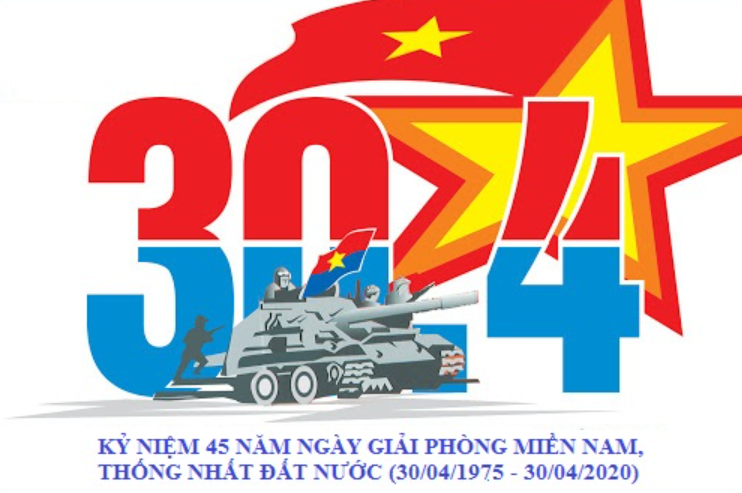 30.4
KỶ NIỆM 45 NĂM NGÀY GIẢI PHÒNG MIỀN NAM,
THỐNG NHẤT ĐẤT NƯỚC (30/04/1975 - 30/04/2020)